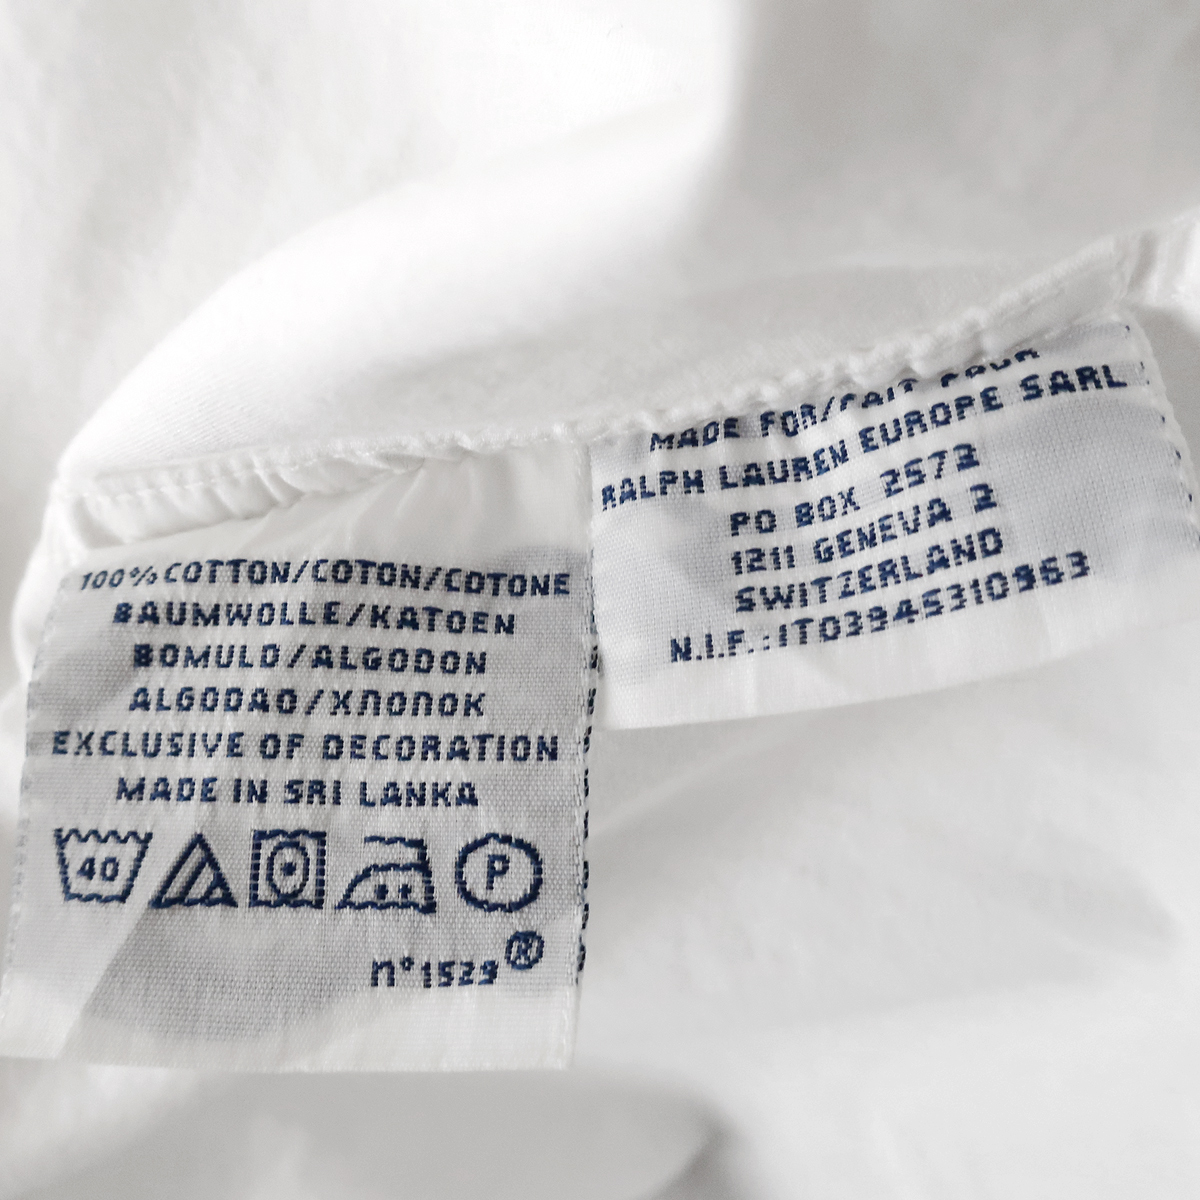 100% COTTON/COTON/COTONE
BAUMWOLLE/KATOEN
BOMULD/ALGODON
ALGODAO/ХЛОПОК
EXCLUSIVE OF DECORATION
MADE IN SRI LANKA
40
P
n°1529®
MADE FOR/FAIT POUR
RALPH LAUREN EUROPE SARL
PO BOX 2572
1211 GENEVA 2
SWITZERLAND
N.I.F.:IT03945310963